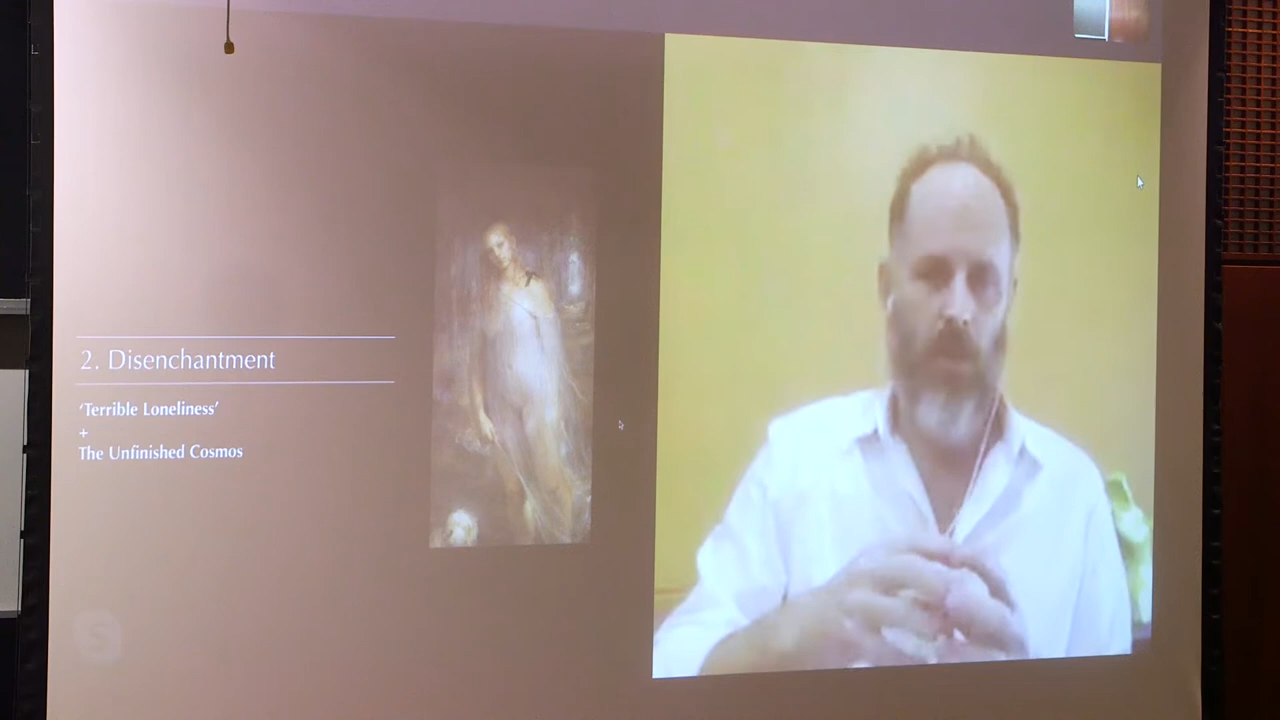 2. Disenchantment
‘Terrible Loneliness’
+
The Unfinished Cosmos